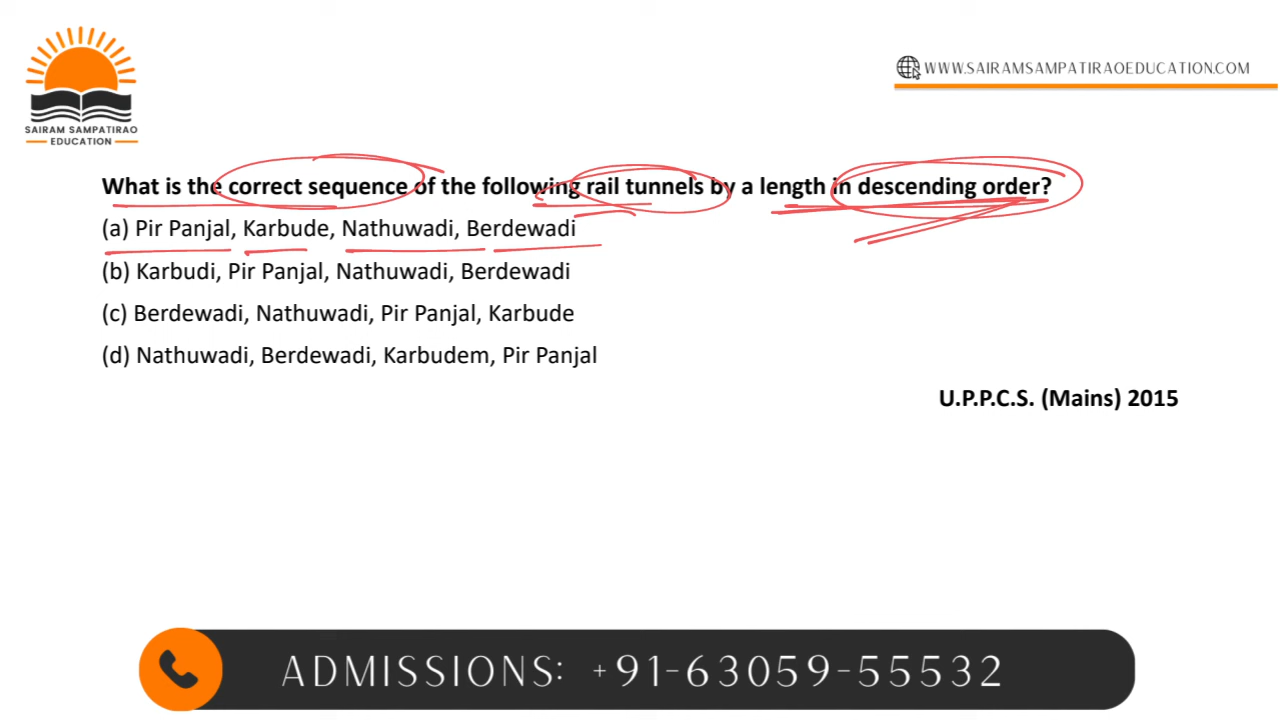 SAIRAM SAMPATIRAO
EDUCATION
WWW.SAIRAMSAMPATIRAOEDUCATION.COM
What is the correct sequence of the following rail tunnels by a length in descending order?
(a) Pir Panjal, Karbude, Nathuwadi, Berdewadi
(b) Karbudi, Pir Panjal, Nathuwadi, Berdewadi
(c) Berdewadi, Nathuwadi, Pir Panjal, Karbude
(d) Nathuwadi, Berdewadi, Karbudem, Pir Panjal
U.P.P.C.S. (Mains) 2015
ADMISSIONS: +91-63059-55532